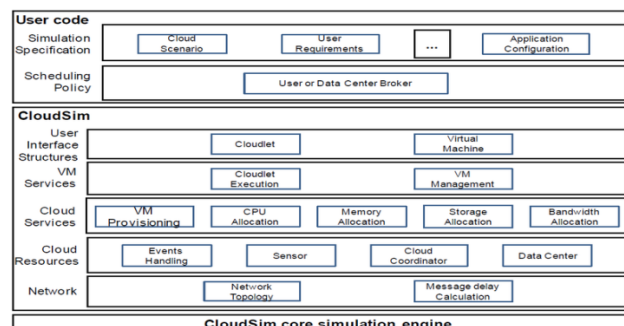 User code
Simulation
Specification
Cloud
Scenario
User
Requirements
...
Application
Configuration
Scheduling
Policy
User or Data Center Broker
CloudSim
User
Interface
Structures
Cloudlet
Virtual
Machine
VM
Services
Cloudlet
Execution
VM
Management
Cloud
Services
VM
Provisioning
CPU
Allocation
Memory
Allocation
Storage
Allocation
Bandwidth
Allocation
Cloud
Resources
Events
Handling
Sensor
Cloud
Coordinator
Data Center
Network
Network
Topology
Message delay
Calculation
CloudSim core simulation engine